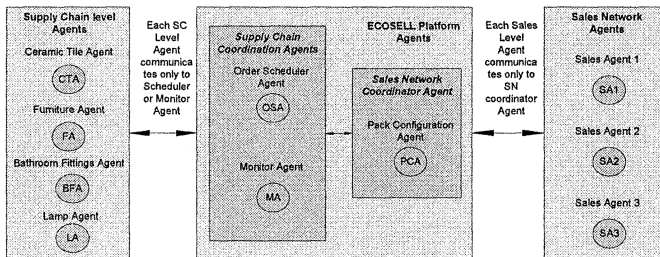 Supply Chain level
Agents
Ceramic Tile Agent
CTA
Furniture Agent
FA
Bathroom Fittings Agent
BFA
Lamp Agent
LA
Each SC
Level
Agent
communica
tes only to
Scheduler
or Monitor
Agent
ECOSELL Platform
Agents
Supply Chain
Coordination Agents
Order Scheduler
Agent
OSA
Monitor Agent
MA
Sales Network
Coordinator Agent
Pack Configuration
Agent
PCA
Each Sales
Level
Agent
communica
tes only to
SN
coordinator
Agent
Sales Network
Agents
Sales Agent 1
SA1
Sales Agent 2
SA2
Sales Agent 3
SA3